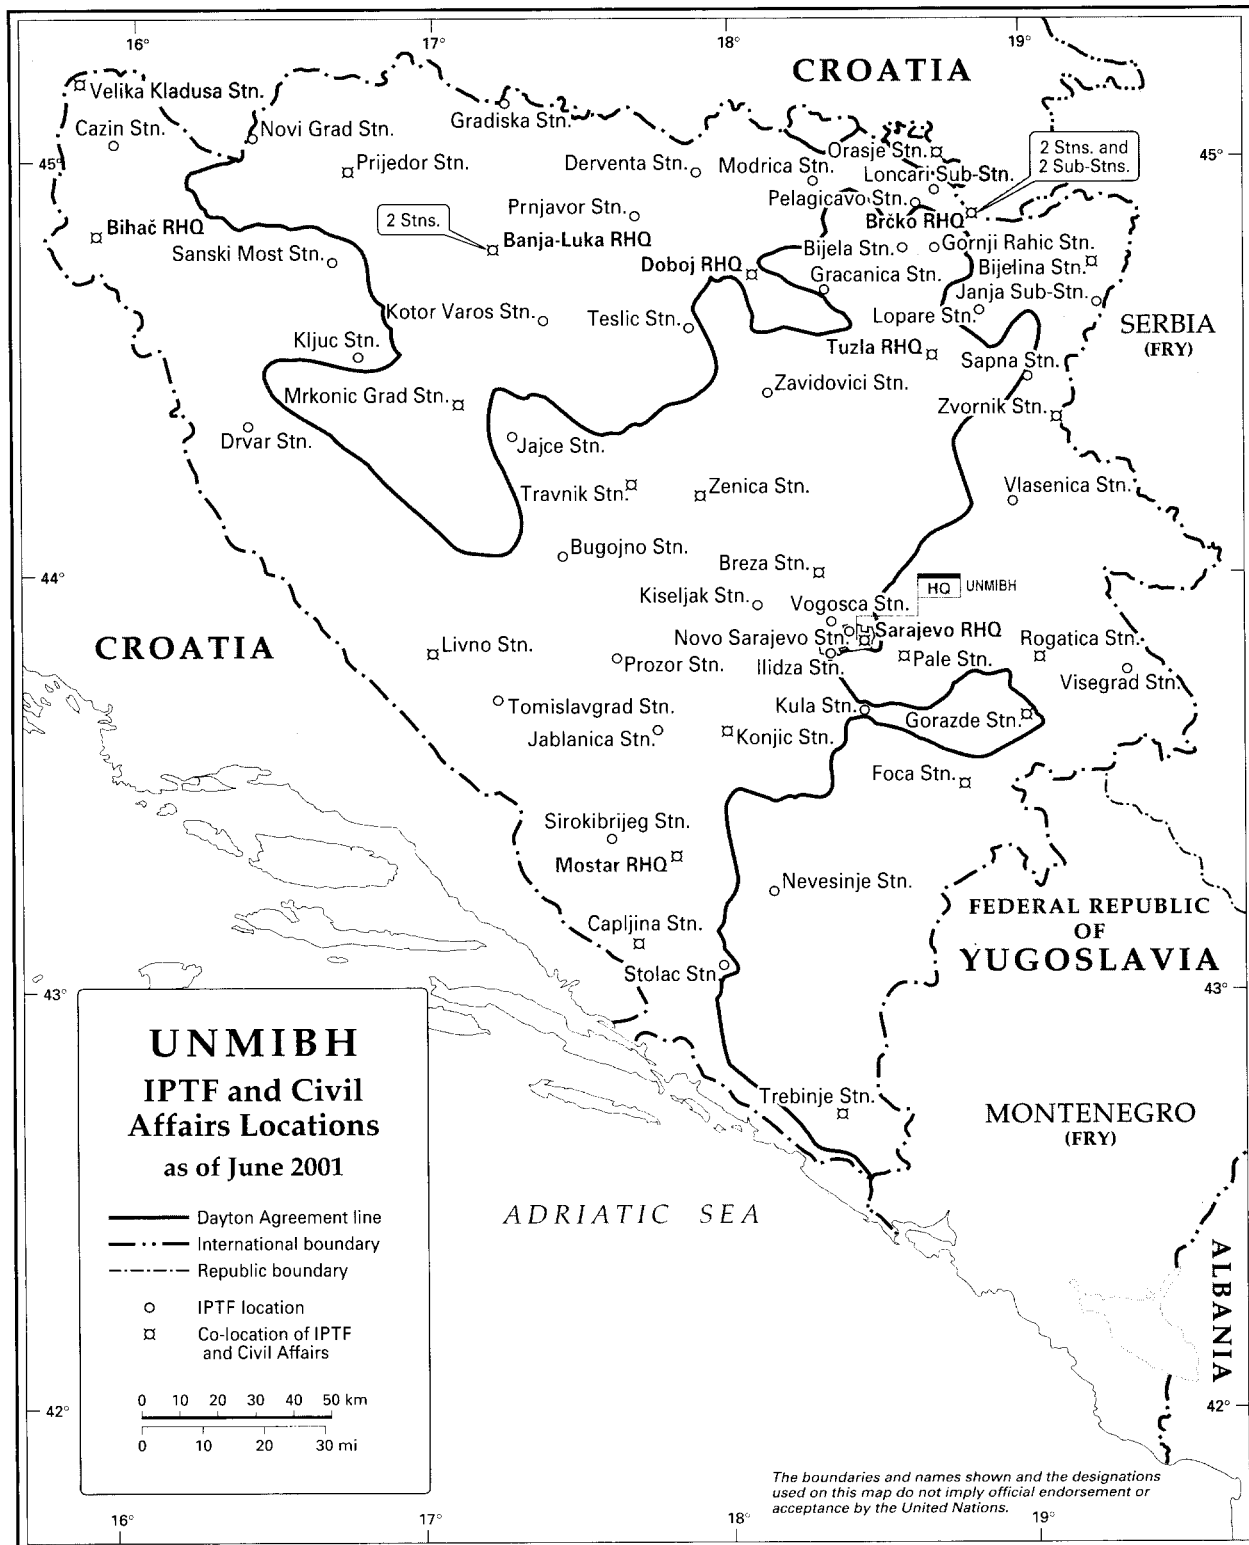 16°
17°
18°
19°
CROATIA
Velika Kladusa Stn.
Cazin Stn.
Novi Grad Stn.
Gradiska Stn.
Orasje Stn.
2 Stns. and
2 Sub-Stns.
45°
45°
Prijedor Stn.
Derventa Stn.
Modrica Stn.
Loncari Sub-Stn.
Pelagicavo Stn.
Prnjavor Stn.
2 Stns.
Bihač RHQ
Brčko RHQ
Banja-Luka RHQ
Sanski Most Stn.
Bijela Stn.
Gornji Rahic Stn.
Doboj RHQ
Bijelina Stn.
Gracanica Stn.
Janja Sub-Stn.
Kotor Varos Stn.
Teslic Stn.
Lopare Stn.
SERBIA
(FRY)
Kljuc Stn.
Tuzla RHQ
Sapna Stn.
Mrkonic Grad Stn.
Zavidovici Stn.
Zvornik Stn.
Drvar Stn.
Jajce Stn.
Travnik Stn.
Zenica Stn.
Vlasenica Stn.
Bugojno Stn.
Breza Stn.
44°
44°
HQ UNMIBH
Kiseljak Stn.
Vogosca Stn.
CROATIA
Livno Stn.
Novo Sarajevo Stn.
Sarajevo RHQ
Rogatica Stn.
Prozor Stn.
Ilidza Stn.
Pale Stn.
Visegrad Stn.
Tomislavgrad Stn.
Kula Stn.
Gorazde Stn.
Jablanica Stn.
Konjic Stn.
Foca Stn.
Sirokibrijeg Stn.
Mostar RHQ
Nevesinje Stn.
FEDERAL REPUBLIC
OF
YUGOSLAVIA
Capljina Stn.
Stolac Stn.
43°
43°
UNMIBH
IPTF and Civil
Affairs Locations
as of June 2001
Trebinje Stn.
MONTENEGRO
(FRY)
Dayton Agreement line
International boundary
Republic boundary
ADRIATIC SEA
ALBANIA
IPTF location
Co-location of IPTF
and Civil Affairs
0 10 20 30 40 50 km
0 10 20 30 mi
42°
42°
The boundaries and names shown and the designations
used on this map do not imply official endorsement or
acceptance by the United Nations.
16°
17°
18°
19°